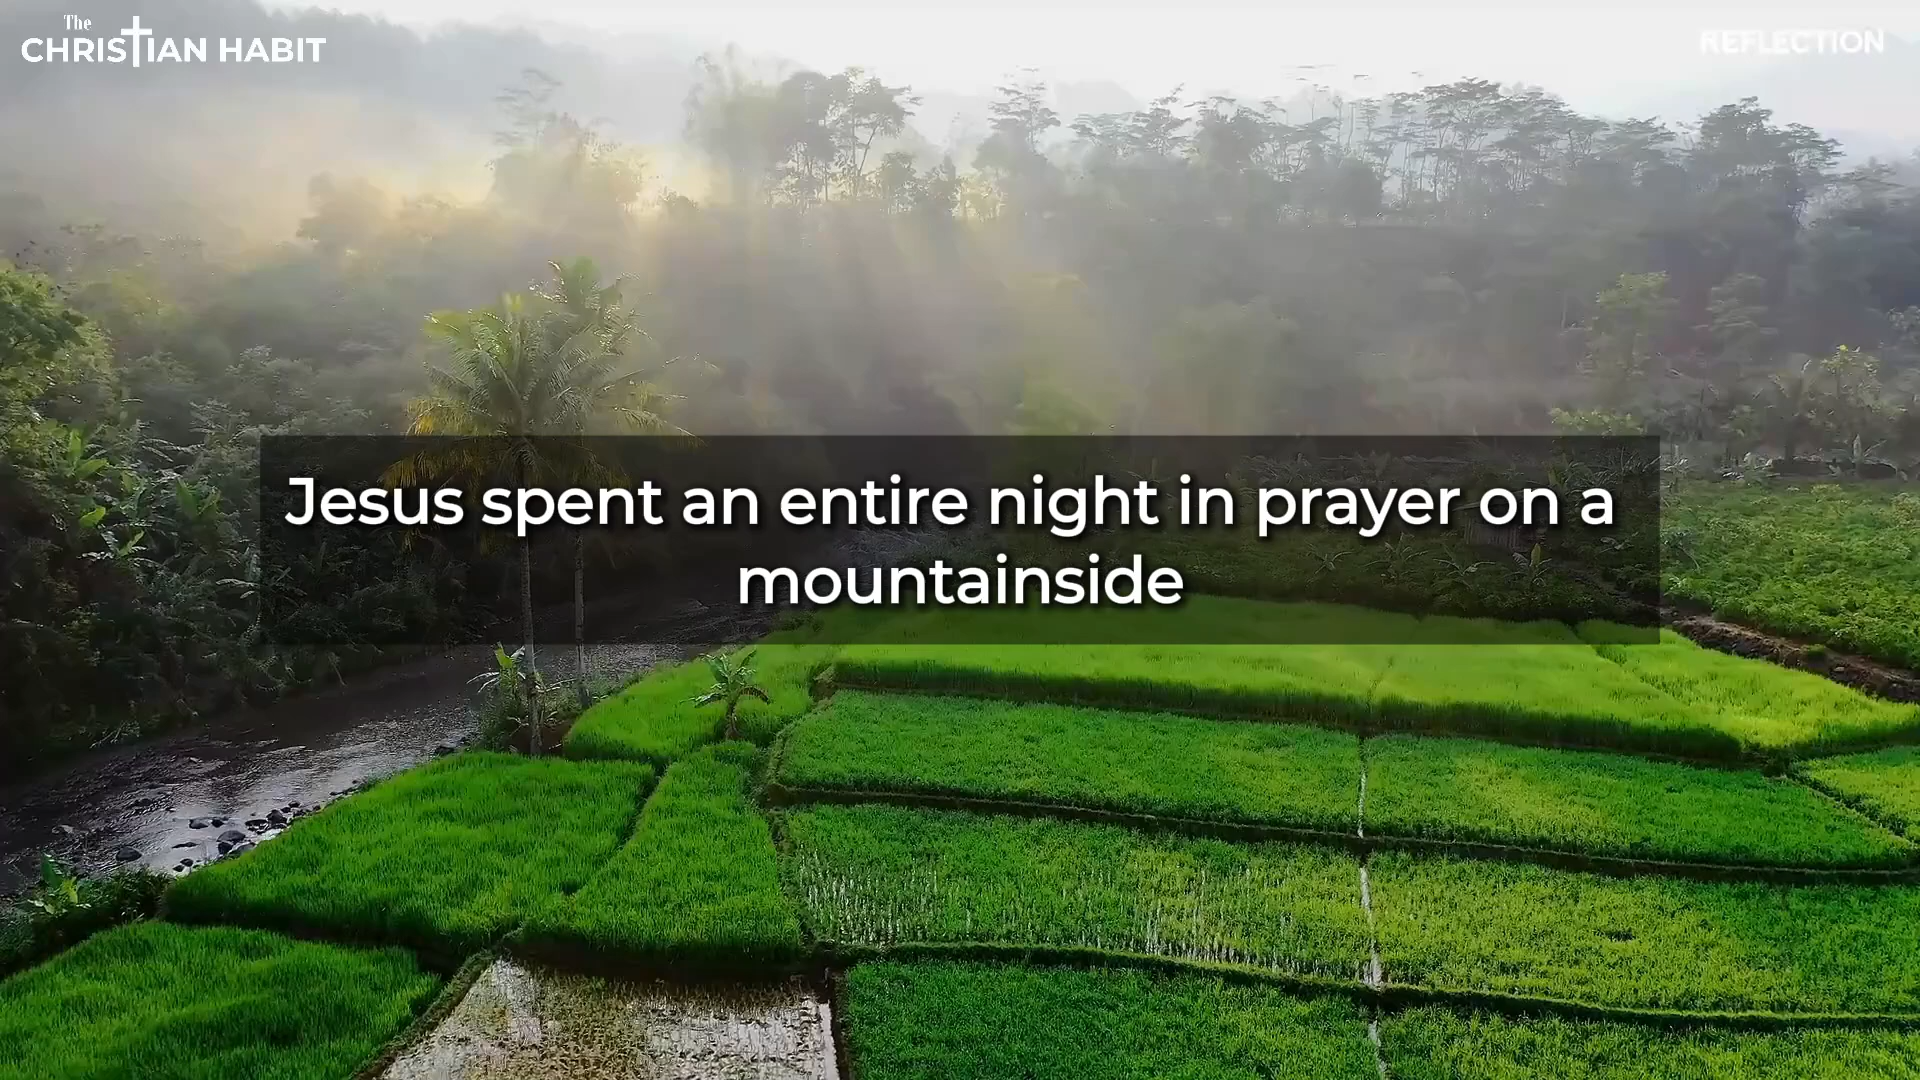 The
CHRISTIAN HABIT
REFLECTION
Jesus spent an entire night in prayer on a
mountainside